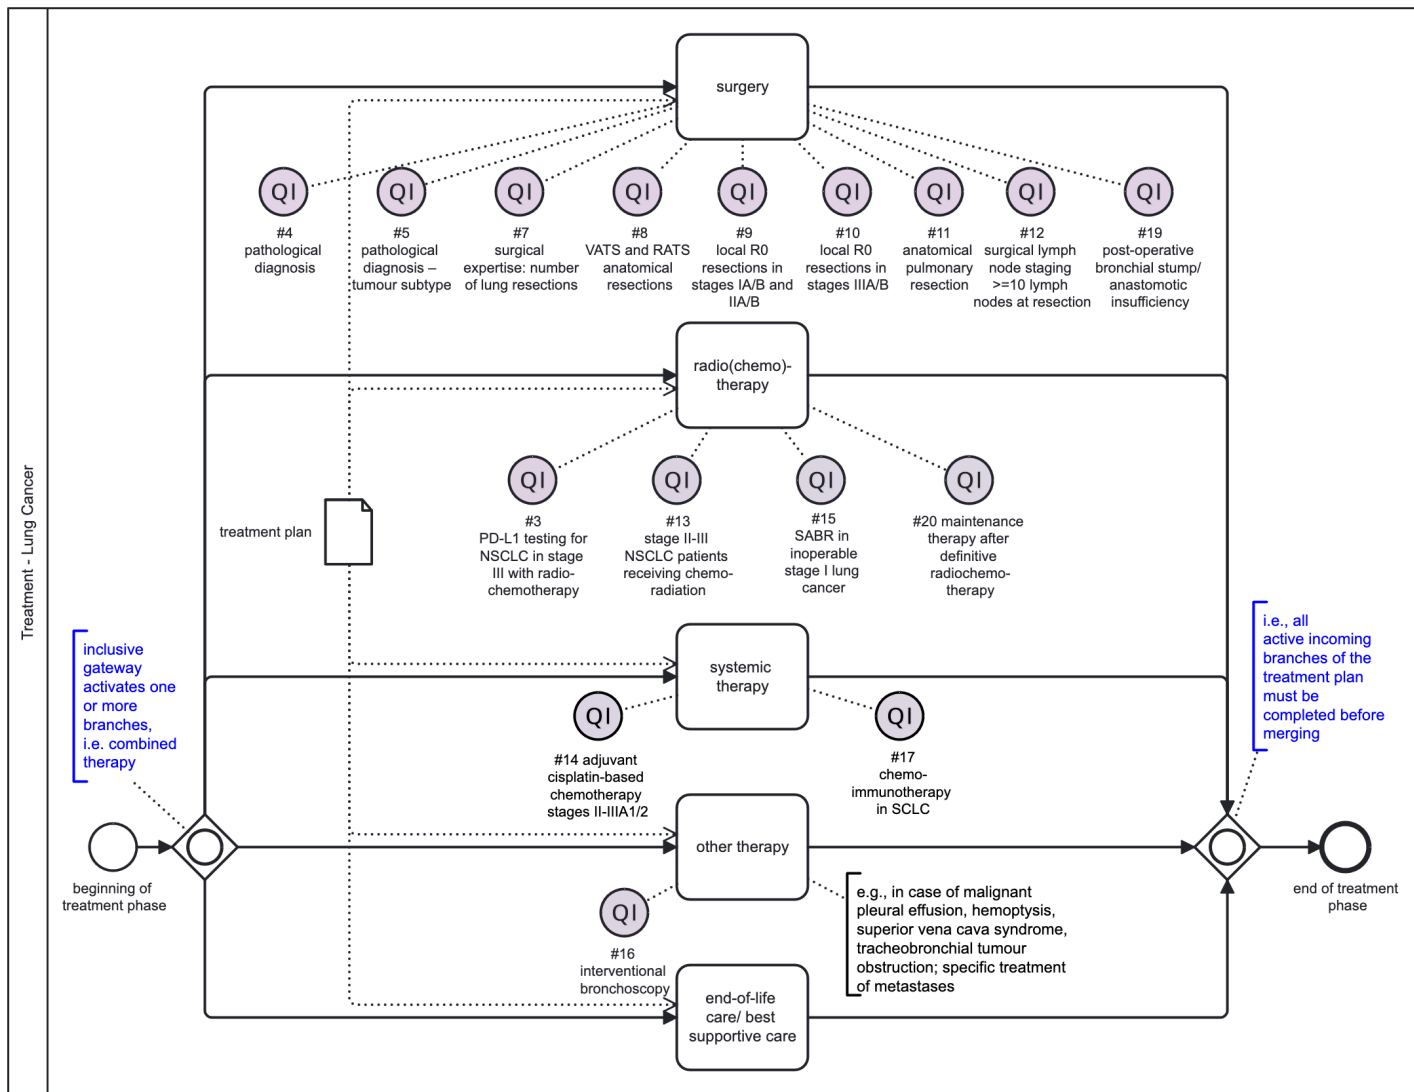 Treatment - Lung Cancer
surgery
QI
QI
QI
QI
QI
QI
QI
QI
QI
#4
pathological
diagnosis
#5
pathological
diagnosis –
tumour subtype
#7
surgical
expertise: number
of lung resections
#8
VATS and RATS
anatomical
resections
#9
local R0
resections in
stages IA/B and
IIA/B
#10
local R0
resections in
stages IIIA/B
#11
anatomical
pulmonary
resection
#12
surgical lymph
node staging
>=10 lymph
nodes at resection
#19
post-operative
bronchial stump/
anastomotic
insufficiency
radio(chemo)-
therapy
QI
QI
QI
QI
#3
PD-L1 testing for
NSCLC in stage
III with radio-
chemotherapy
#13
stage II-III
NSCLC patients
receiving chemo-
radiation
#15
SABR in
inoperable
stage I lung
cancer
#20 maintenance
therapy after
definitive
radiochemo-
therapy
treatment plan
inclusive
gateway
activates one
or more
branches,
i.e. combined
therapy
i.e., all
active incoming
branches of the
treatment plan
must be
completed before
merging
systemic
therapy
QI
QI
#14 adjuvant
cisplatin-based
chemotherapy
stages II-IIIA1/2
#17
chemo-
immunotherapy
in SCLC
beginning of
treatment phase
other therapy
end of treatment
phase
QI
#16
interventional
bronchoscopy
e.g., in case of malignant
pleural effusion, hemoptysis,
superior vena cava syndrome,
tracheobronchial tumour
obstruction; specific treatment
of metastases
end-of-life
care/ best
supportive care